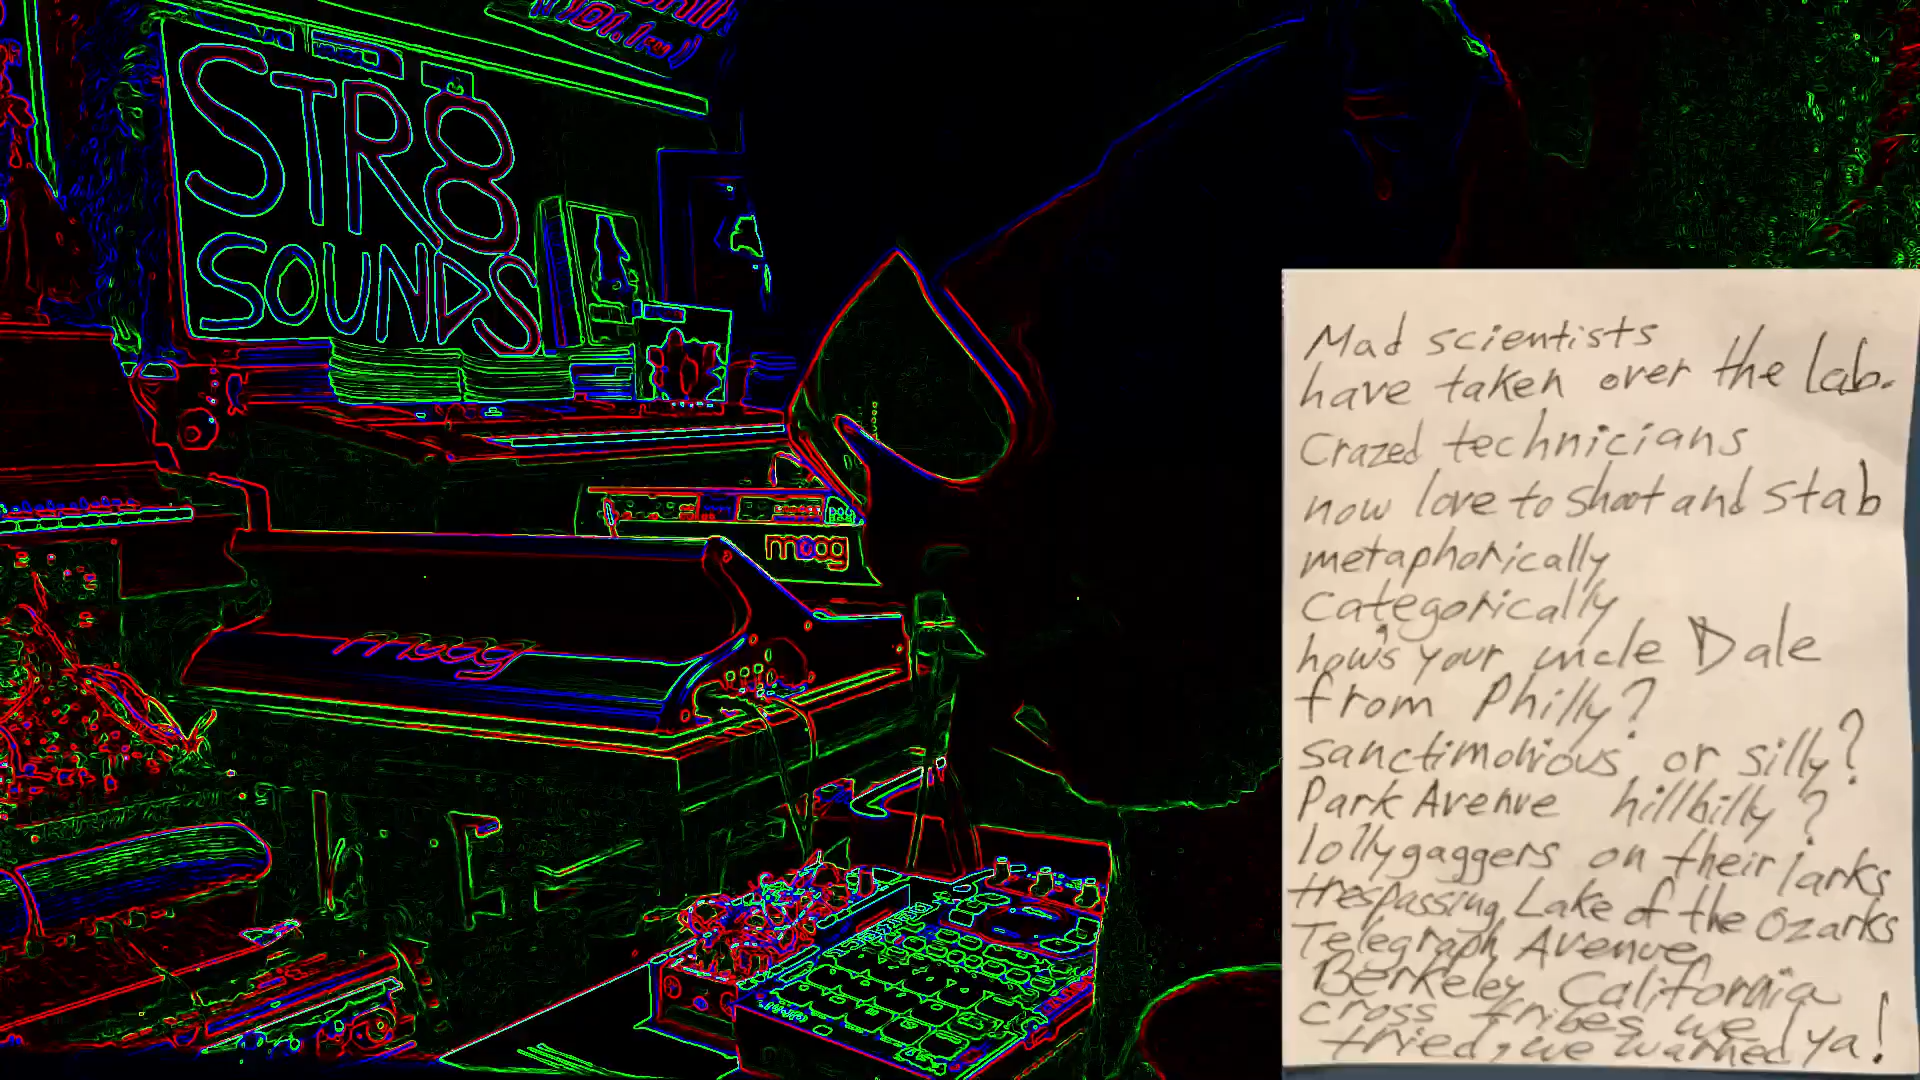 101.1
STR8
SOUNDS
moog
moog
Mad scientists
have taken over the lab.
Crazed technicians
now love to shoot and stab
metaphorically
categorically
how's your uncle Dale
from Philly?
sanctimonious or silly?
Park Avenue hillbilly?
lollygaggers on their larks
trespassing Lake of the Ozarks
Telegraph Avenue
Berkeley California
cross tribes we
tried, we warned ya!